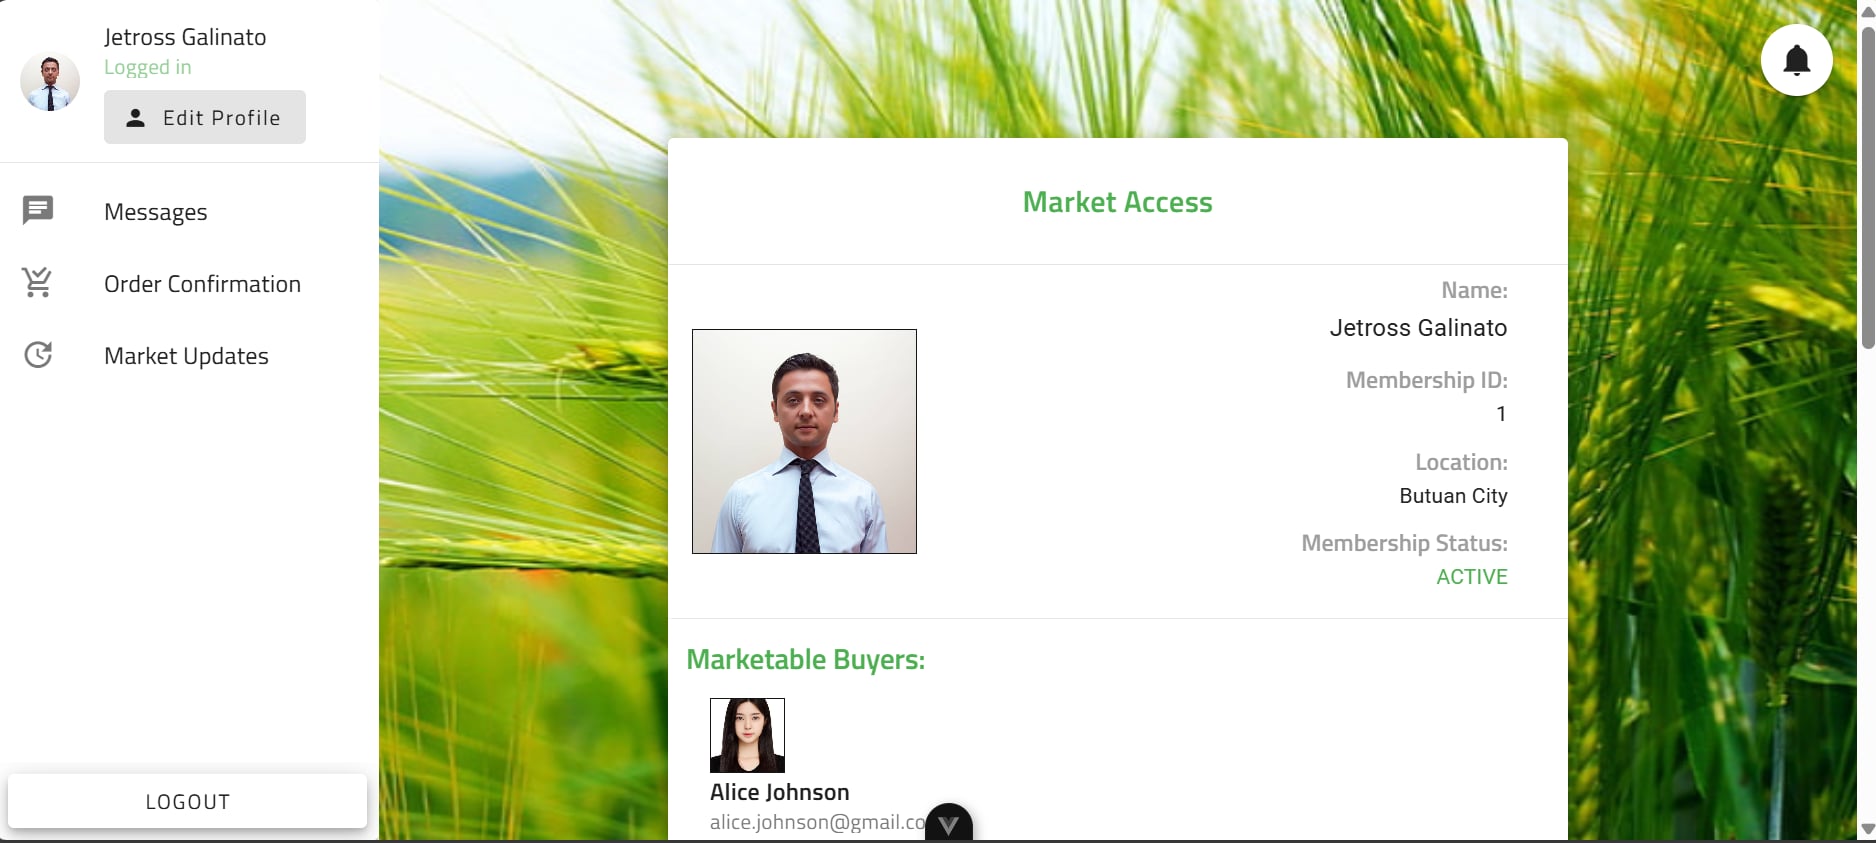 Jetross Galinato
Logged in
Edit Profile
Messages
Order Confirmation
Market Updates
LOGOUT
Market Access
Name:
Jetross Galinato
Membership ID:
1
Location:
Butuan City
Membership Status:
ACTIVE
Marketable Buyers:
Alice Johnson
alice.johnson@gmail.co